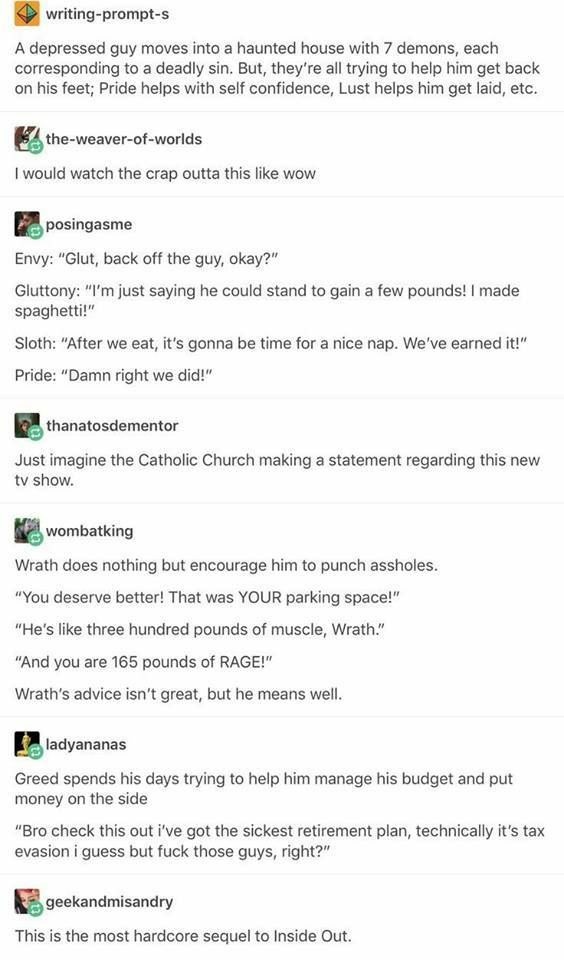 writing-prompt-s
A depressed guy moves into a haunted house with 7 demons, each
corresponding to a deadly sin. But, they're all trying to help him get back
on his feet; Pride helps with self confidence, Lust helps him get laid, etc.
the-weaver-of-worlds
I would watch the crap outta this like wow
posingasme
Envy: “Glut, back off the guy, okay?”
Gluttony: “I’m just saying he could stand to gain a few pounds! I made
spaghetti!”
Sloth: “After we eat, it’s gonna be time for a nice nap. We’ve earned it!“
Pride: “Damn right we did!”
thanatosdementor
Just imagine the Catholic Church making a statement regarding this new
tv show.
wombatking
Wrath does nothing but encourage him to punch assholes.
“You deserve better! That was YOUR parking space!”
“He’s like three hundred pounds of muscle, Wrath.”
“And you are 165 pounds of RAGE!”
Wrath’s advice isn’t great, but he means well.
ladyananas
Greed spends his days trying to help him manage his budget and put
money on the side
“Bro check this out i’ve got the sickest retirement plan, technically it’s tax
evasion i guess but fuck those guys, right?”
geekandmisandry
This is the most hardcore sequel to Inside Out.